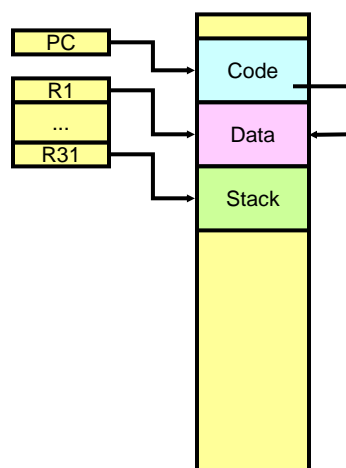 PC
R1
...
R31
Code
Data
Stack